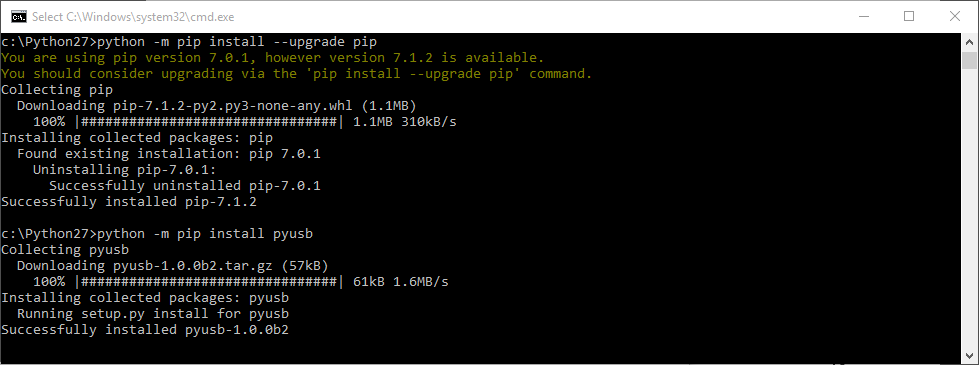 Select C:\Windows\system32\cmd.exe
c:\Python27>python -m pip install --upgrade pip
You are using pip version 7.0.1, however version 7.1.2 is available.
You should consider upgrading via the 'pip install --upgrade pip' command.
Collecting pip
  Downloading pip-7.1.2-py2.py3-none-any.whl (1.1MB)
    100% |################################| 1.1MB 310kB/s
Installing collected packages: pip
  Found existing installation: pip 7.0.1
    Uninstalling pip-7.0.1:
      Successfully uninstalled pip-7.0.1
Successfully installed pip-7.1.2
c:\Python27>python -m pip install pyusb
Collecting pyusb
  Downloading pyusb-1.0.0b2.tar.gz (57kB)
    100% |################################| 61kB 1.6MB/s
Installing collected packages: pyusb
  Running setup.py install for pyusb
Successfully installed pyusb-1.0.0b2